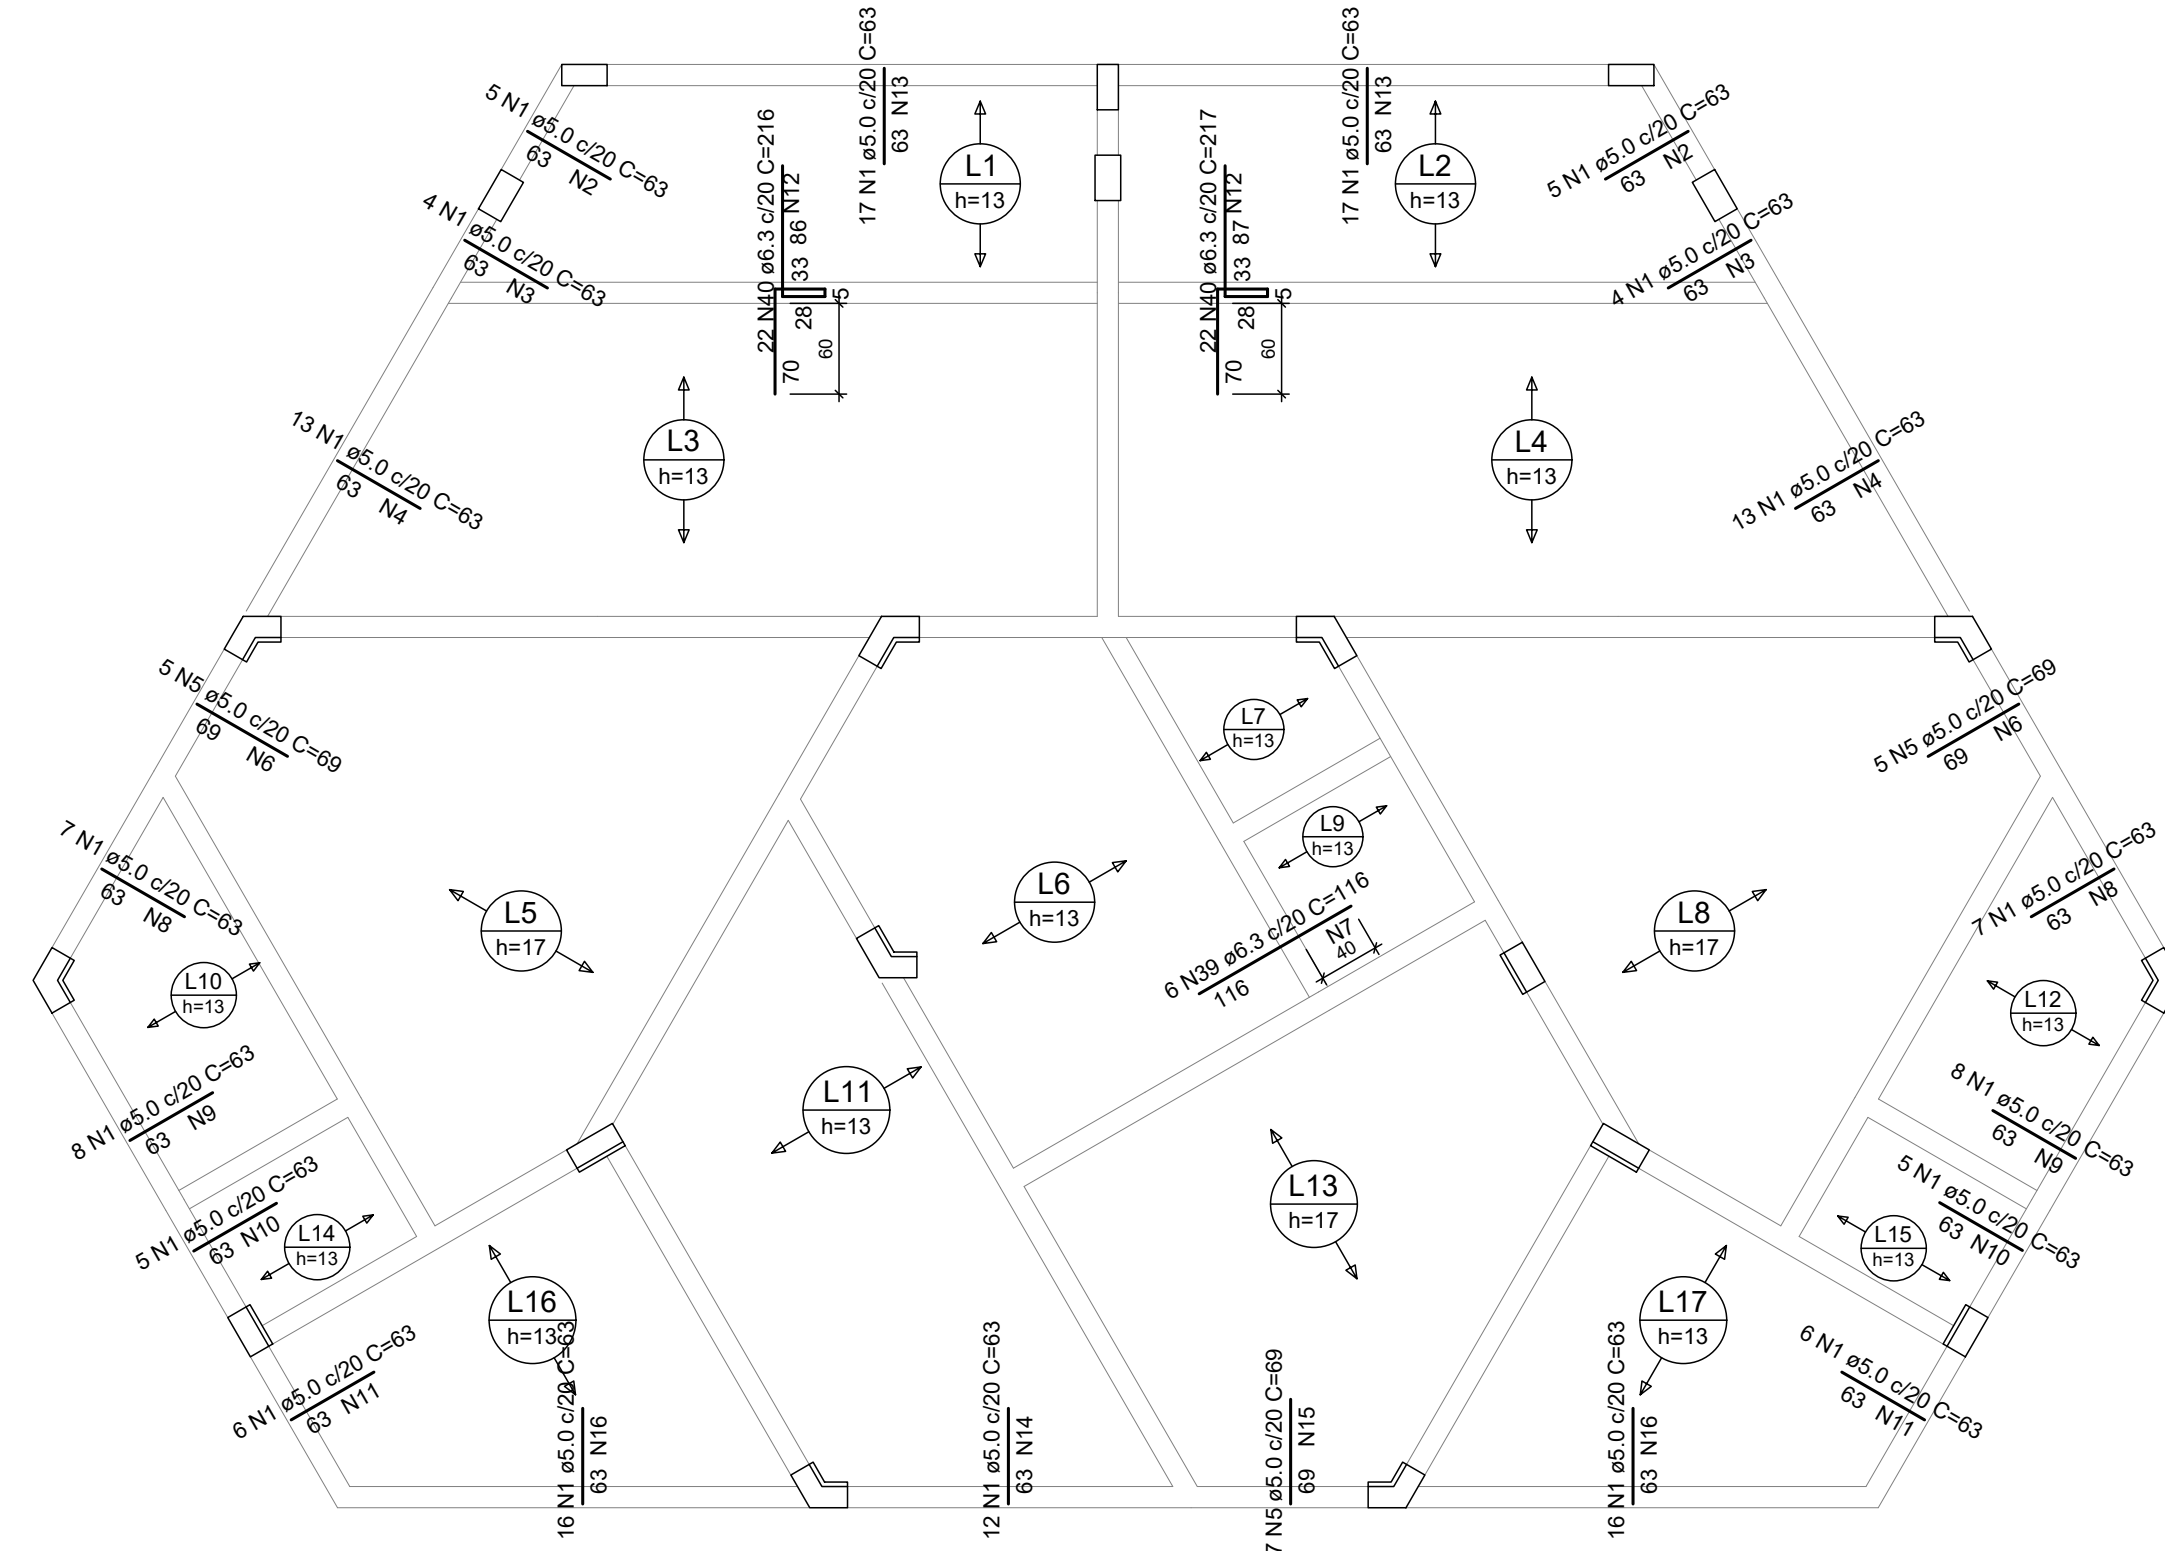 17 N1 ø5.0 c/20 C=63
63 N13
17 N1 ø5.0 c/20 C=63
63 N13
5 N1 ø5.0 c/20 C=63
63 N2
5 N1 ø5.0 c/20 C=63
63 N2
22 N40 ø6.3 c/20 C=216
33 86 N12
28
5
70
60
L1
h=13
22 N40 ø6.3 c/20 C=217
33 87 N12
28
5
70
60
L2
h=13
4 N1 ø5.0 c/20 C=63
63 N3
4 N1 ø5.0 c/20 C=63
63 N3
13 N1 ø5.0 c/20 C=63
63 N4
L3
h=13
L4
h=13
13 N1 ø5.0 c/20 C=63
63 N4
5 N5 ø5.0 c/20 C=69
69 N6
L7
h=13
5 N5 ø5.0 c/20 C=69
69 N6
7 N1 ø5.0 c/20 C=63
63 N8
L9
h=13
7 N1 ø5.0 c/20 C=63
63 N8
L5
h=17
L6
h=13
6 N39 ø6.3 c/20 C=116
116
N7
40
L8
h=17
L10
h=13
L12
h=13
8 N1 ø5.0 c/20 C=63
63 N9
L11
h=13
8 N1 ø5.0 c/20 C=63
63 N9
5 N1 ø5.0 c/20 C=63
63 N10
L13
h=17
5 N1 ø5.0 c/20 C=63
63 N10
L14
h=13
L15
h=13
L16
h=13
L17
h=13
6 N1 ø5.0 c/20 C=63
63 N11
16 N1 ø5.0 c/20 C=63
63 N16
12 N1 ø5.0 c/20 C=63
63 N14
7 N5 ø5.0 c/20 C=69
69 N15
16 N1 ø5.0 c/20 C=63
63 N16
6 N1 ø5.0 c/20 C=63
63 N11